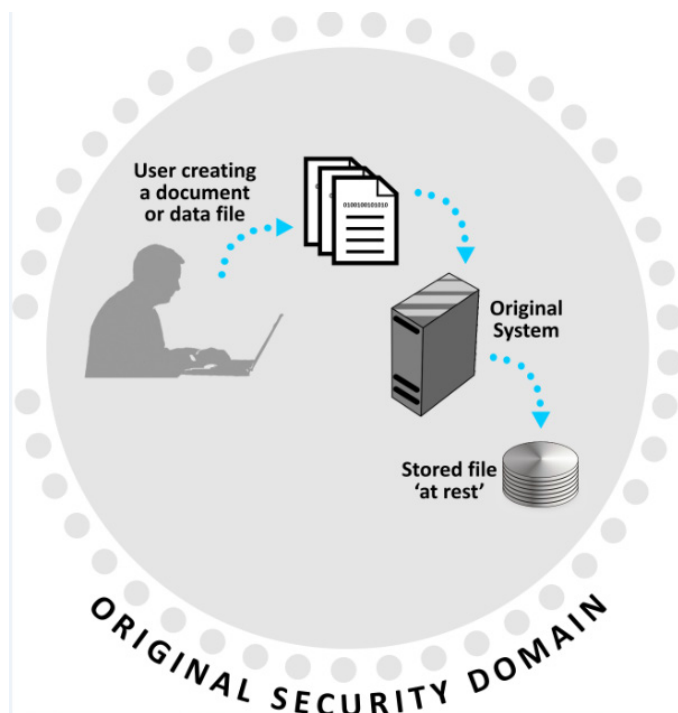 User creating
a document
or data file
0100100101010
Original
System
Stored file
‘at rest’
ORIGINAL SECURITY DOMAIN